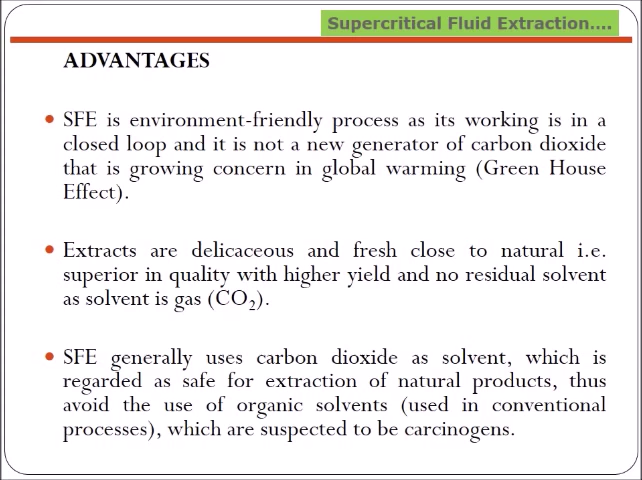 Supercritical Fluid Extraction....
ADVANTAGES
SFE is environment-friendly process as its working is in a
closed loop and it is not a new generator of carbon dioxide
that is growing concern in global warming (Green House
Effect).
Extracts are delicaceous and fresh close to natural i.e.
superior in quality with higher yield and no residual solvent
as solvent is gas (CO₂).
SFE generally uses carbon dioxide as solvent, which is
regarded as safe for extraction of natural products, thus
avoid the use of organic solvents (used in conventional
processes), which are suspected to be carcinogens.